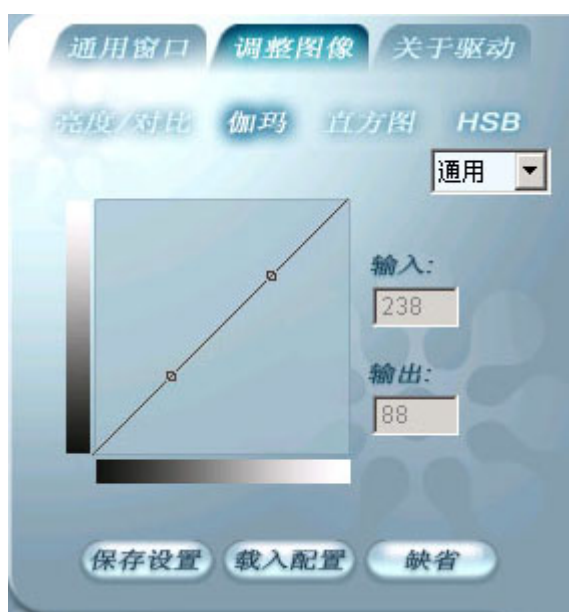 通用窗口 调整图像 关于驱动
亮度/对比 伽玛 直方图 HSB
通用
输入:
238
输出:
88
保存设置 载入配置 缺省